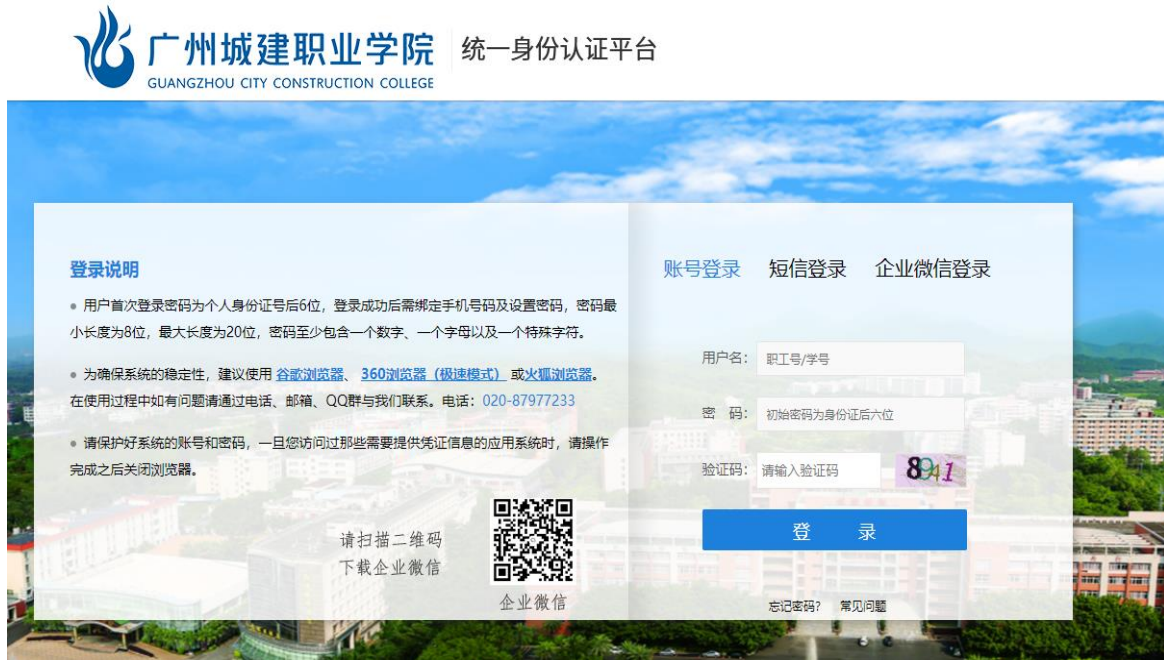 广州城建职业学院
GUANGZHOU CITY CONSTRUCTION COLLEGE
统一身份认证平台
登录说明
• 用户首次登录密码为个人身份证号后6位，登录成功后需绑定手机号码及设置密码，密码最
小长度为8位，最大长度为20位，密码至少包含一个数字、一个字母以及一个特殊字符。
• 为确保系统的稳定性，建议使用 谷歌浏览器、 360浏览器（极速模式） 或火狐浏览器。
在使用过程中如有问题请通过电话、邮箱、QQ群与我们联系。电话：020-87977233
• 请保护好系统的账号和密码，一旦您访问过那些需要提供凭证信息的应用系统时，请操作
完成之后关闭浏览器。
请扫描二维码
下载企业微信
企业微信
账号登录 短信登录 企业微信登录
用户名： 职工号/学号
密 码： 初始密码为身份证后六位
验证码： 请输入验证码 8941
登 录
忘记密码? 常见问题